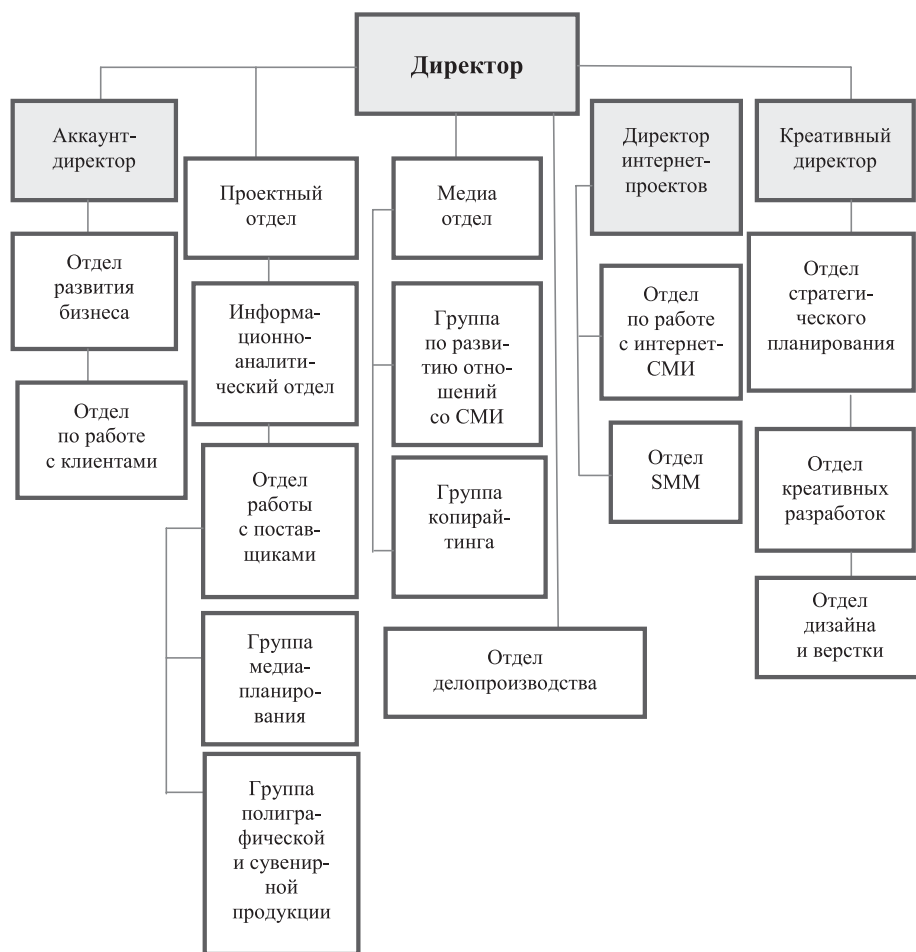 Директор
Аккаунт-
директор
Отдел
развития
бизнеса
Отдел
по работе
с клиентами
Проектный
отдел
Информа-
ционно-
аналити-
ческий отдел
Отдел
работы
с постав-
щиками
Группа
медиа-
планиро-
вания
Группа
полигра-
фической
и сувенир-
ной
продукции
Медиа
отдел
Группа
по разви-
тию отно-
шений
со СМИ
Группа
копирай-
тинга
Отдел
делопроизводства
Директор
интернет-
проектов
Отдел
по работе
с интернет-
СМИ
Отдел
SMM
Креативный
директор
Отдел
стратеги-
ческого
планирования
Отдел
креативных
разработок
Отдел
дизайна
и верстки